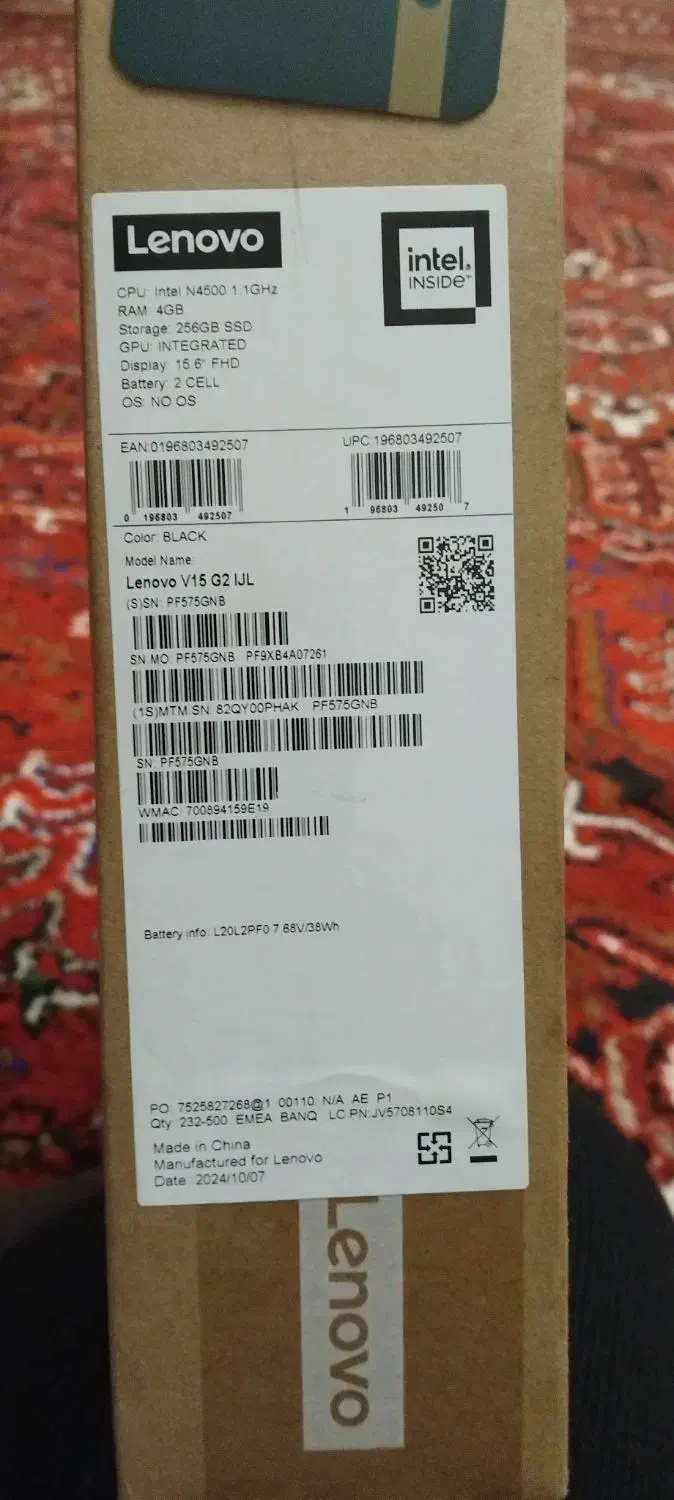 Lenovo
intel.
INSIDE™
CPU: Intel N4500 1.1GHz
RAM: 4GB
Storage: 256GB SSD
GPU: INTEGRATED
Display: 15.6" FHD
Battery: 2 CELL
OS: NO OS
EAN:0196803492507
UPC:196803492507
0 196803 492507
1 96803 49250 7
Color: BLACK
Model Name:
Lenovo V15 G2 IJL
(S)SN: PF575GNB
SN.MO: PF575GNB PF9XB4A07261
(1S)MTM.SN: 82QY00PHAK PF575GNB
SN: PF575GNB
WMAC: 700894159E19
Battery info: L20L2PF0 7.68V/38Wh
PO: 7525827268@1 00110 N/A AE P1
Qty: 232-500 EMEA BANQ LC PN:JV5708110S4
Made in China
Manufactured for Lenovo
Date: 2024/10/07
Lenovo